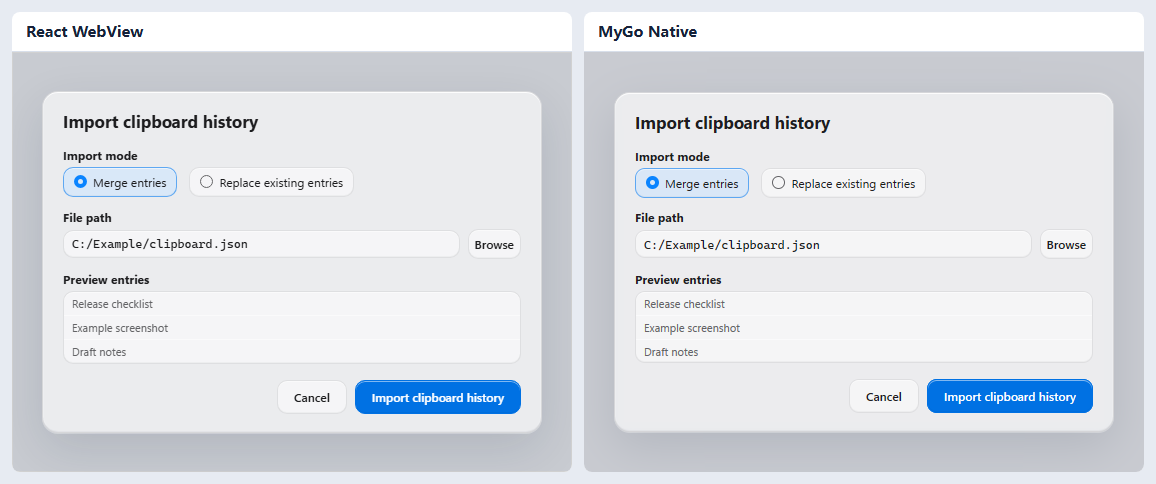 React WebView
Import clipboard history
Import mode
Merge entries
Replace existing entries
File path
C:/Example/clipboard.json
Browse
Preview entries
Release checklist
Example screenshot
Draft notes
Cancel
Import clipboard history
MyGo Native
Import clipboard history
Import mode
Merge entries
Replace existing entries
File path
C:/Example/clipboard.json
Browse
Preview entries
Release checklist
Example screenshot
Draft notes
Cancel
Import clipboard history